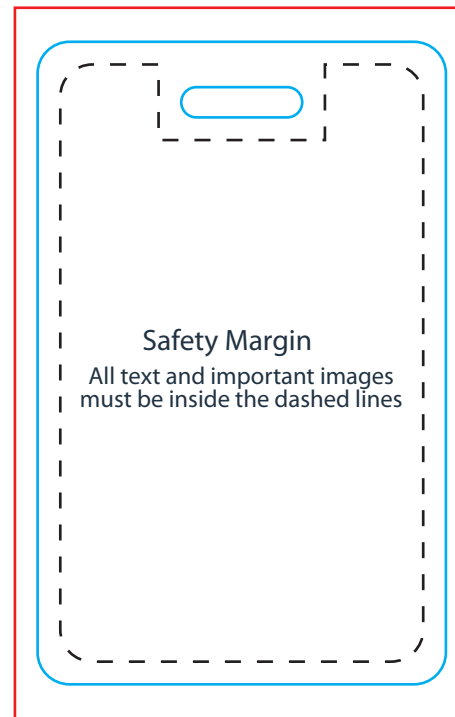 Safety Margin
All text and important images
must be inside the dashed lines